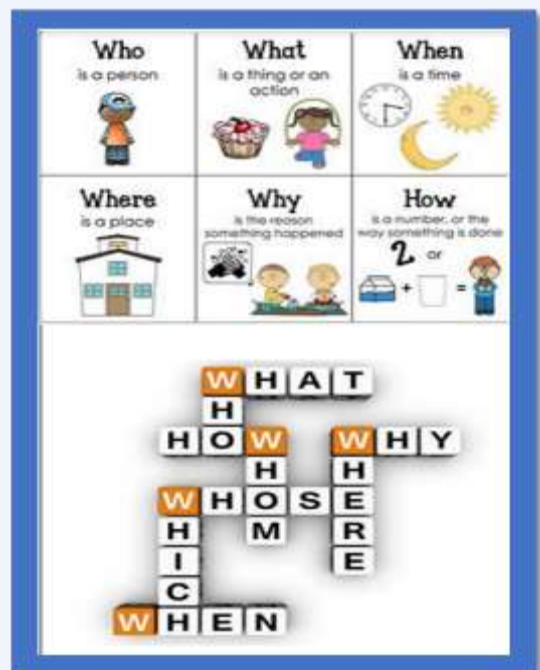 Who
is a person
What
is a thing or an
action
When
is a time
Where
is a place
Why
is the reason
something happened
How
is a number, or the
way something is done
2 or
+ =
WHAT
WHO
HOW
WHY
WHOM
WHERE
WHOSE
WHICH
WHEN